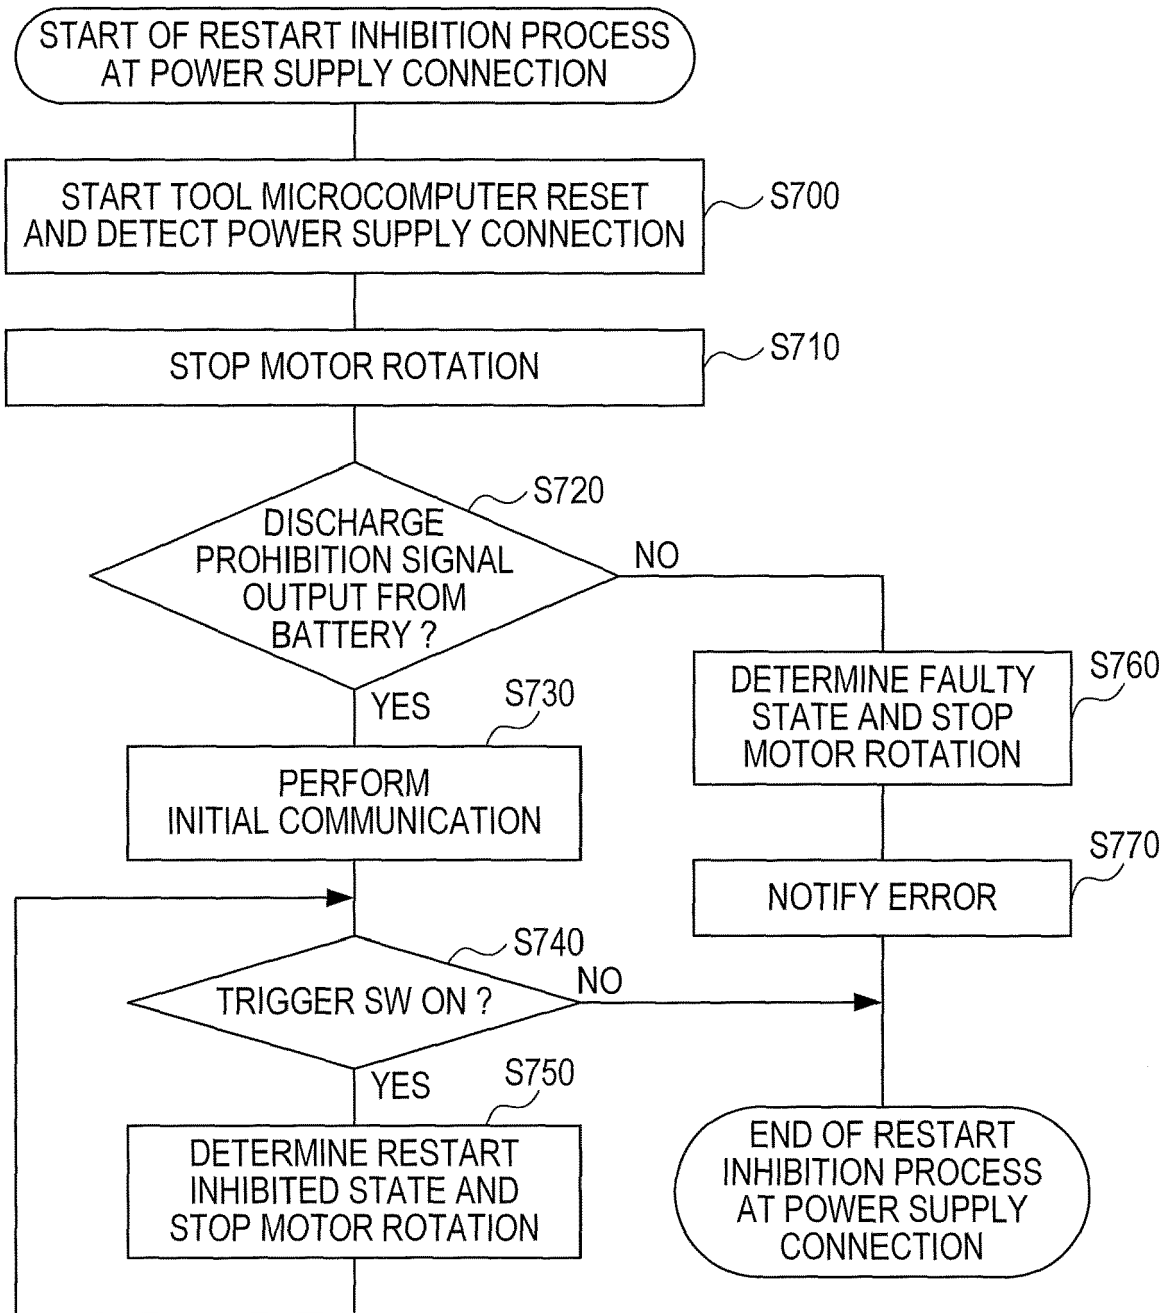 START OF RESTART INHIBITION PROCESS
AT POWER SUPPLY CONNECTION
START TOOL MICROCOMPUTER RESET
AND DETECT POWER SUPPLY CONNECTION
S700
STOP MOTOR ROTATION
S710
S720
DISCHARGE
PROHIBITION SIGNAL
OUTPUT FROM
BATTERY ?
NO
YES
S730
PERFORM
INITIAL COMMUNICATION
S760
DETERMINE FAULTY
STATE AND STOP
MOTOR ROTATION
S770
NOTIFY ERROR
S740
TRIGGER SW ON ?
NO
YES
S750
DETERMINE RESTART
INHIBITED STATE AND
STOP MOTOR ROTATION
END OF RESTART
INHIBITION PROCESS
AT POWER SUPPLY
CONNECTION